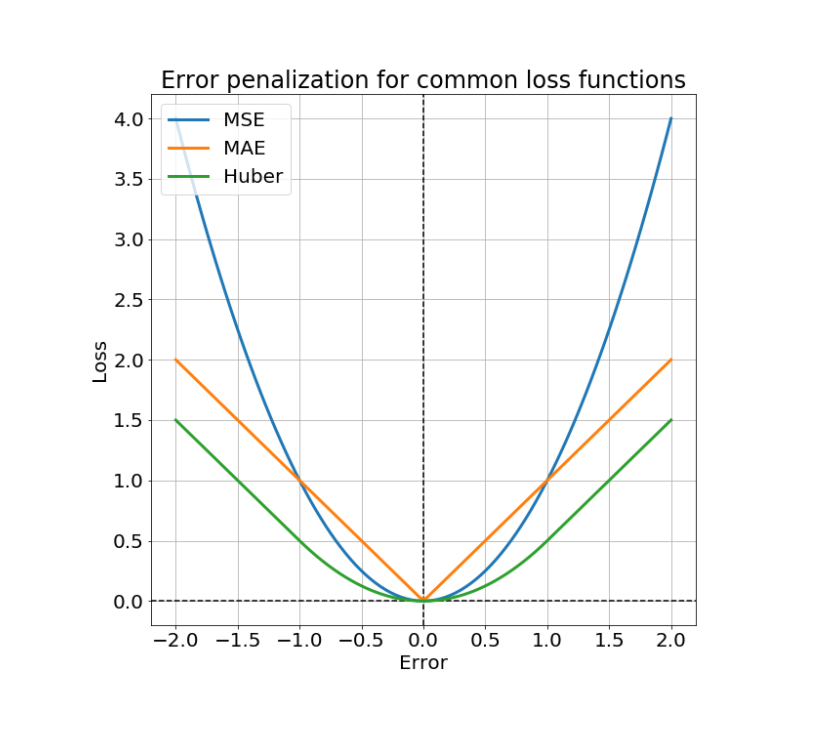 Error penalization for common loss functions
MSE
MAE
Huber
4.0
3.5
3.0
2.5
2.0
1.5
1.0
0.5
0.0
Loss
−2.0 −1.5 −1.0 −0.5 0.0 0.5 1.0 1.5 2.0
Error